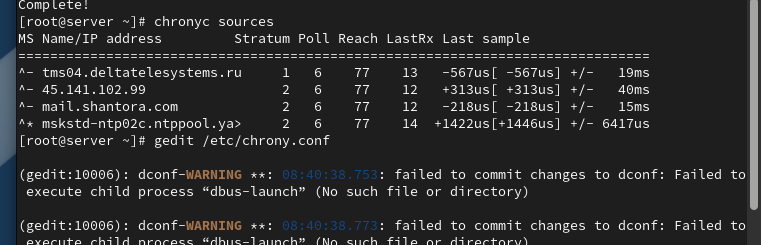 Complete!
[root@server ~]# chronyc sources
MS Name/IP address         Stratum Poll Reach LastRx Last sample
===============================================================================
^- tms04.deltatelesystems.ru     1   6    77    13   -567us[ -567us] +/-   19ms
^- 45.141.102.99                 2   6    77    12   +313us[ +313us] +/-   40ms
^- mail.shantora.com             2   6    77    12   -218us[ -218us] +/-   15ms
^* mskstd-ntp02c.ntppool.ya>     2   6    77    14  +1422us[+1446us] +/- 6417us
[root@server ~]# gedit /etc/chrony.conf
(gedit:10006): dconf-WARNING **: 08:40:38.753: failed to commit changes to dconf: Failed to
execute child process “dbus-launch” (No such file or directory)
(gedit:10006): dconf-WARNING **: 08:40:38.773: failed to commit changes to dconf: Failed to
execute child process “dbus-launch” (No such file or directory)